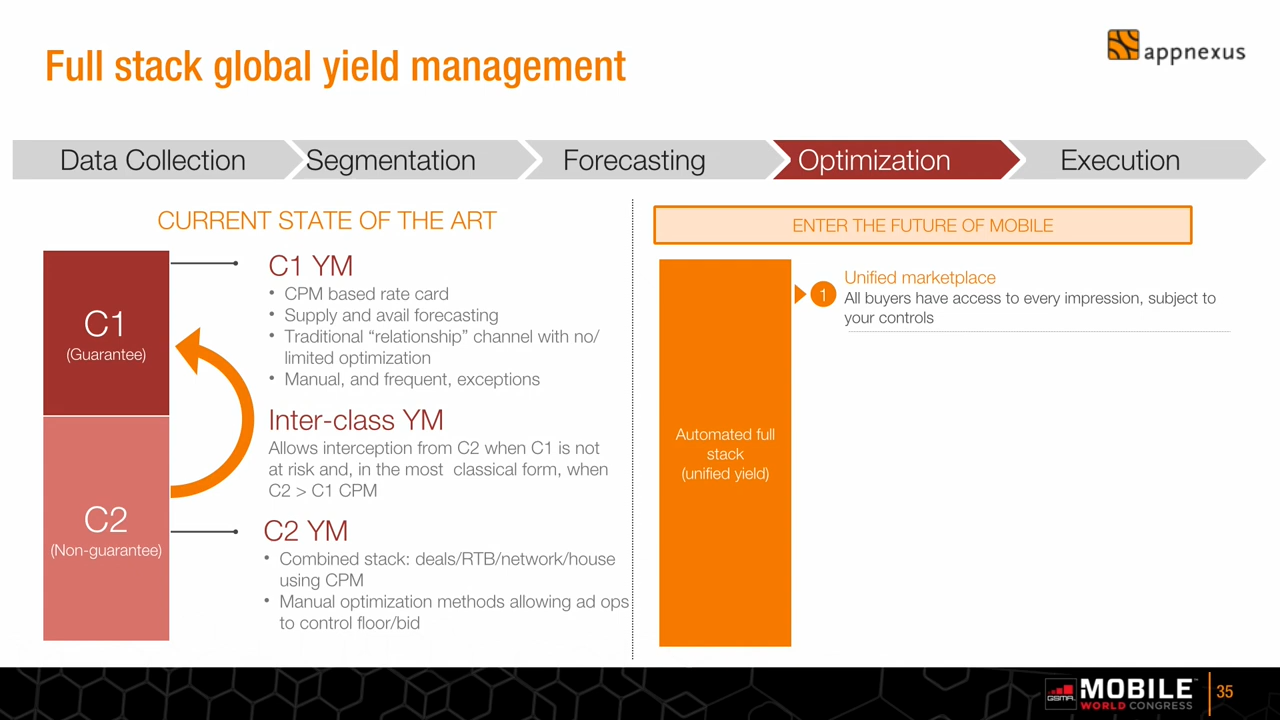 Full stack global yield management
appnexus
Data Collection
Segmentation
Forecasting
Optimization
Execution
CURRENT STATE OF THE ART
C1
(Guarantee)
C2
(Non-guarantee)
C1 YM
• CPM based rate card
• Supply and avail forecasting
• Traditional “relationship” channel with no/
limited optimization
• Manual, and frequent, exceptions
Inter-class YM
Allows interception from C2 when C1 is not
at risk and, in the most classical form, when
C2 > C1 CPM
C2 YM
• Combined stack: deals/RTB/network/house
using CPM
• Manual optimization methods allowing ad ops
to control floor/bid
ENTER THE FUTURE OF MOBILE
Automated full
stack
(unified yield)
1
Unified marketplace
All buyers have access to every impression, subject to
your controls
GSMA
MOBILE
WORLD CONGRESS
35